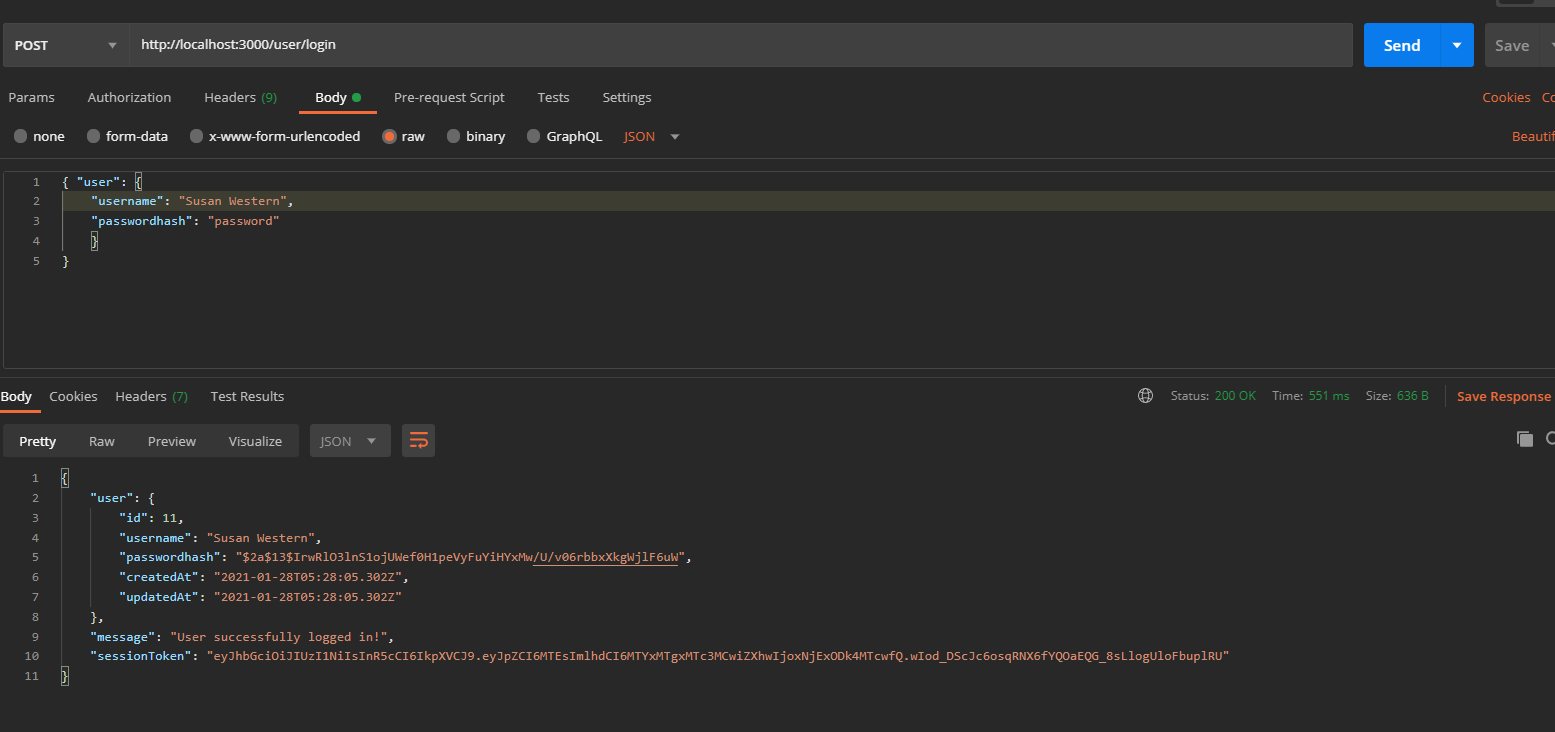 POST http://localhost:3000/user/login Send Save
Params Authorization Headers (9) Body Pre-request Script Tests Settings Cookies Co
none form-data x-www-form-urlencoded raw binary GraphQL JSON Beautif
1 { "user": {
2 "username": "Susan Western",
3 "passwordhash": "password"
4 }
5 }
Body Cookies Headers (7) Test Results Status: 200 OK Time: 551 ms Size: 636 B Save Response
Pretty Raw Preview Visualize JSON
1 {
2 "user": {
3 "id": 11,
4 "username": "Susan Western",
5 "passwordhash": "$2a$13$IrwRlO3lnS1ojUWef0H1peVyFuYiHYxMw/U/v06rbbxXkgWjlF6uW",
6 "createdAt": "2021-01-28T05:28:05.302Z",
7 "updatedAt": "2021-01-28T05:28:05.302Z"
8 },
9 "message": "User successfully logged in!",
10 "sessionToken": "eyJhbGciOiJIUzI1NiIsInR5cCI6IkpXVCJ9.eyJpZCI6MTEsImlhdCI6MTYxMTgxMTc3MCwiZXhwIjoxNjExODk4MTcwfQ.wIod_DScJc6osqRNX6fYQOaEQG_8sLlogUloFbuplRU"
11 }